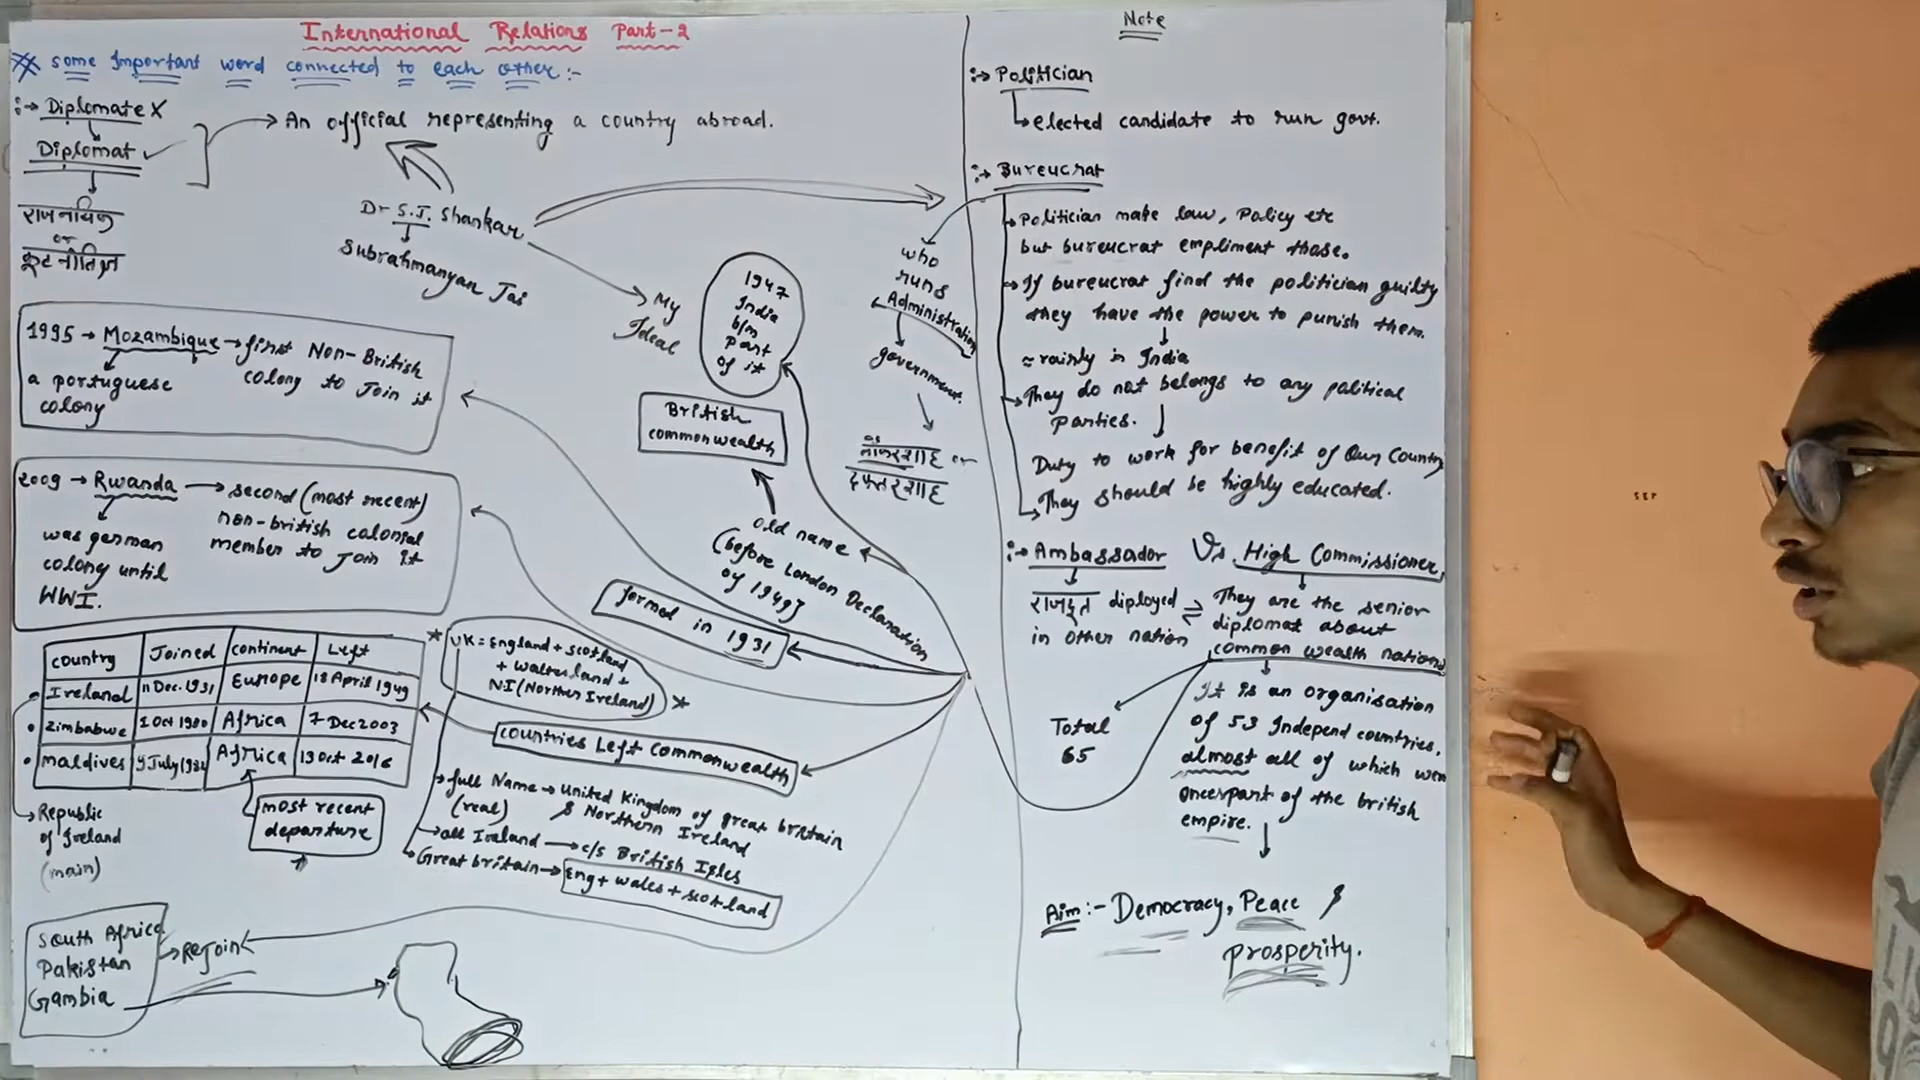 International Relations Part-2
some Important word connected to each other:-
Diplomate X
Diplomat ✓
राजनयिक
or
कूटनीतिज्ञ
An official representing a country abroad.
Dr S.J. Shankar
Subrahmanyan Jai
My
Ideal
1947
India
b/m
Part
of it
British
commonwealth
old name
(before London Declaration
of 1949}
formed in 1931
1995 → Mozambique → first Non-British
colony to Join it
a portuguese
colony
2009 → Rwanda → second (most recent)
non-british colonial
member to Join it
was german
colony until
WWI.
country Joined continent Left
Ireland 11 Dec. 1931 Europe 18 April 1949
Zimbabwe 1 Oct 1980 Africa 7 Dec 2003
maldives 9 July 1982 Africa 13 Oct 2016
Republic
of Ireland
(main)
most recent
departure
* UK = England + Scotland
+ Walterland +
NI (Northern Ireland) *
countries Left Commonwealth
full Name → United Kingdom of great britain
(real) & Northern Ireland
all Ireland → c/s British Isles
Great britain → Eng + wales + scotland
South Africa
Pakistan
Gambia
→ Rejoin
who
runs
Administration
government.
or
दफ्तरशाह
Note
Politician
elected candidate to run govt.
Bureucrat
Politician make law, Policy etc
but bureucrat empliment those.
If bureucrat find the politician guilty
they have the power to punish them.
≈ rainly in India
They do not belongs to any political
parties.
Duty to work for benefit of Our Country
They should be highly educated.
Ambassador Vs High Commissioner,
राजदूत diployed
in other nation
They are the senior
diplomat about
common wealth nations
Total
65
It is an organisation
of 53 Independ countries,
almost all of which were
oncespart of the british
empire.
Aim:- Democracy, Peace &
prosperity.